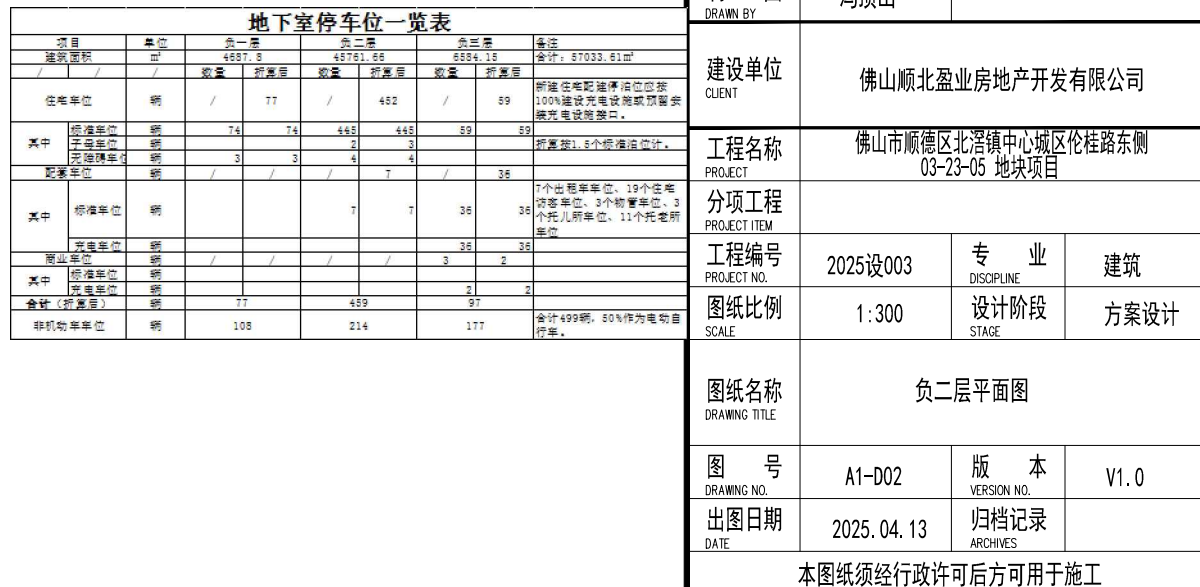 地下室停车位一览表
项目 单位 负一层 负二层 负三层 备注
建筑面积 ㎡ 4687.8 45761.66 6584.15 合计：57033.61㎡
/ / / 数量 折算后 数量 折算后 数量 折算后
住宅车位 辆 / 77 / 452 / 59 新建住宅配建停泊位应按
100%建设充电设施或预留安
装充电设施接口。
其中 标准车位 辆 74 74 445 445 59 59
子母车位 辆 2 3 折算按1.5个标准泊位计。
无障碍车位 辆 3 3 4 4
配套车位 辆 / / / 7 / 36
其中 标准车位 辆 7 7 36 36 7个出租车车位、19个住宅
访客车位、3个物管车位、3
个托儿所车位、11个托老所
车位
充电车位 辆 36 36
商业车位 辆 / / / / 3 2
其中 标准车位 辆
充电车位 辆 2 2
合计（折算后） 辆 77 459 97
非机动车车位 辆 108 214 177 合计499辆，50%作为电动自
行车。
DRAWN BY
建设单位 佛山顺北盈业房地产开发有限公司
CLIENT
工程名称 佛山市顺德区北滘镇中心城区伦桂路东侧
PROJECT 03-23-05 地块项目
分项工程
PROJECT ITEM
工程编号 2025设003 专 业 建筑
PROJECT NO. DISCIPLINE
图纸比例 1:300 设计阶段 方案设计
SCALE STAGE
图纸名称 负二层平面图
DRAWING TITLE
图 号 A1-D02 版 本 V1.0
DRAWING NO. VERSION NO.
出图日期 2025.04.13 归档记录
DATE ARCHIVES
本图纸须经行政许可后方可用于施工